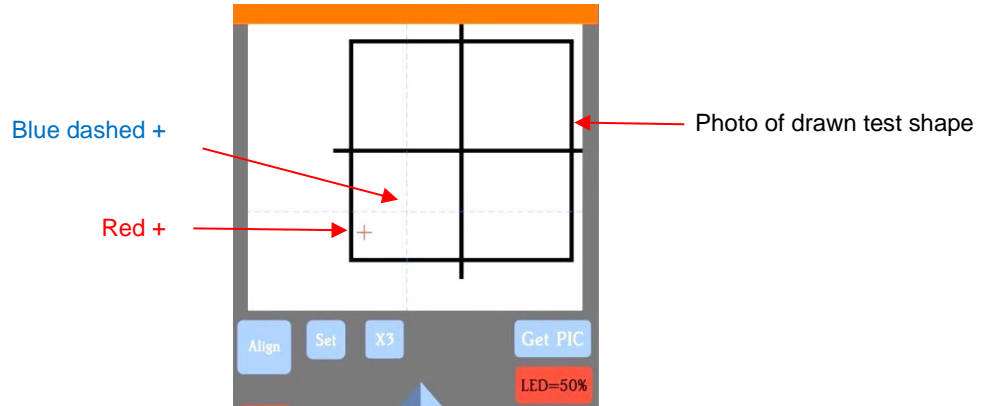 Blue dashed +
Photo of drawn test shape
Red +
Align
Set
X3
Get PIC
LED=50%